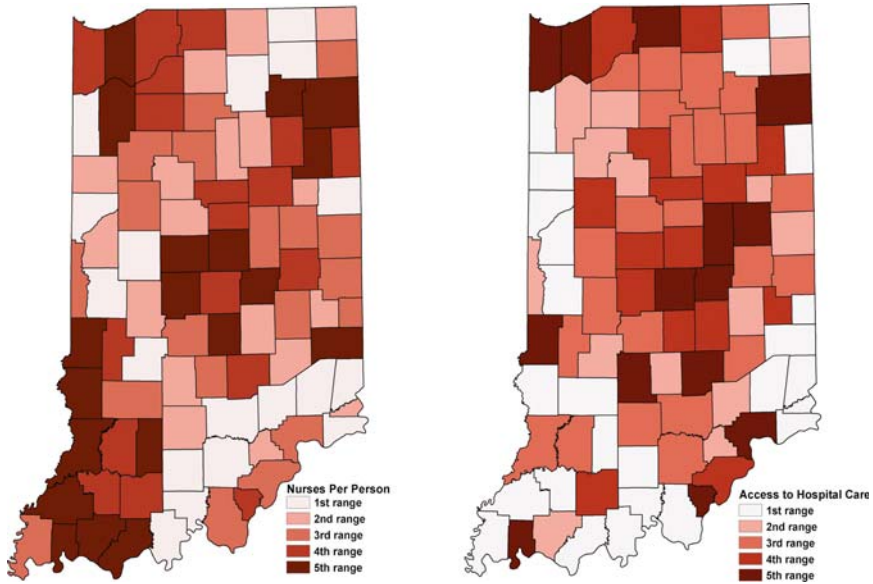 Nurses Per Person
1st range
2nd range
3rd range
4th range
5th range
Access to Hospital Care
1st range
2nd range
3rd range
4th range
5th range